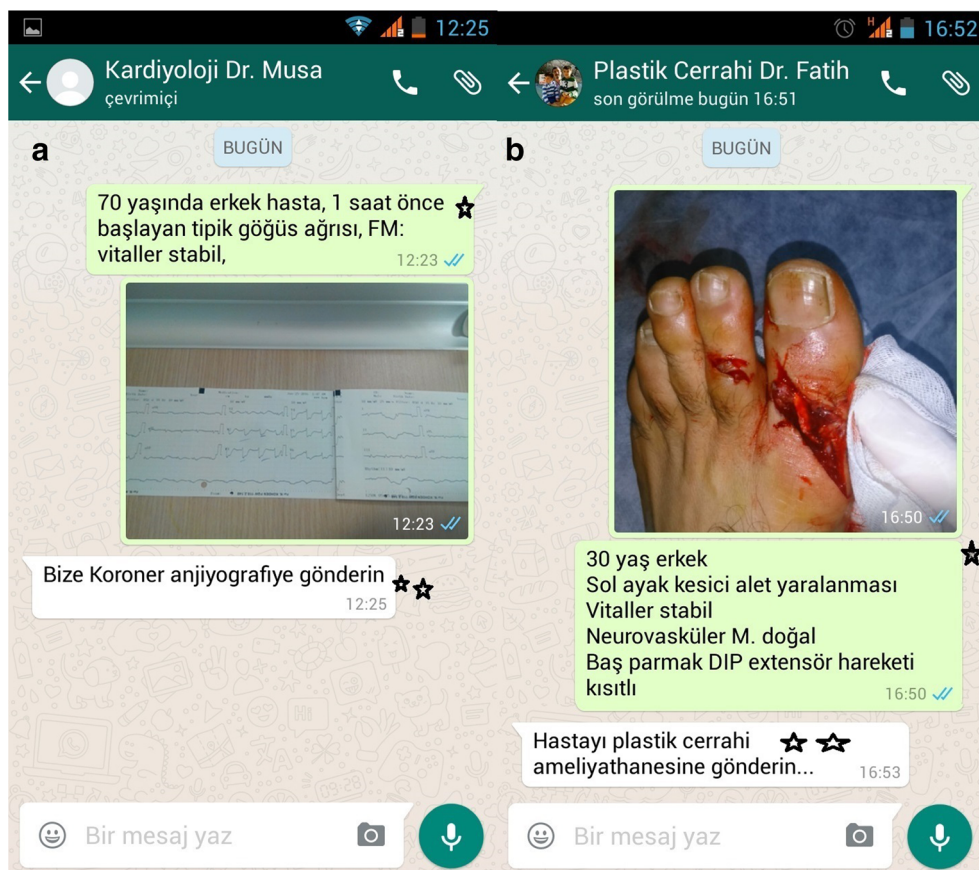 12:25
Kardiyoloji Dr. Musa
çevrimiçi
a
BUGÜN
70 yaşında erkek hasta, 1 saat önce
başlayan tipik göğüs ağrısı, FM:
vitaller stabil,
12:23
12:23
Bize Koroner anjiyografiye gönderin
12:25
Bir mesaj yaz
H
16:52
Plastik Cerrahi Dr. Fatih
son görülme bugün 16:51
b
BUGÜN
16:50
30 yaş erkek
Sol ayak kesici alet yaralanması
Vitaller stabil
Neurovasküler M. doğal
Baş parmak DIP extensör hareketi
kısıtlı
16:50
Hastayı plastik cerrahi
ameliyathanesine gönderin...
16:53
Bir mesaj yaz